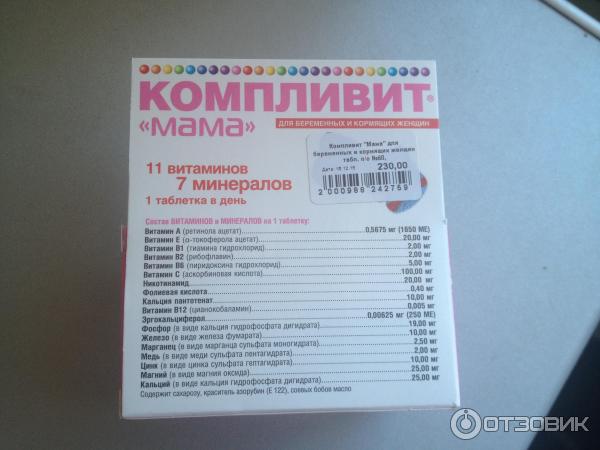 КОМПЛИВИТ®
«мама»
ДЛЯ БЕРЕМЕННЫХ И КОРМЯЩИХ ЖЕНЩИН
Компливит "Мама" для
беременных и кормящих женщин
табл. п/о №60.
Дата 15.12.15
230,00
2000986242759
11 витаминов
7 минералов
1 таблетка в день
Состав ВИТАМИНОВ и МИНЕРАЛОВ на 1 таблетку:
Витамин А (ретинола ацетат) 0,5675 мг (1650 МЕ)
Витамин Е (α-токоферола ацетат) 20,00 мг
Витамин В1 (тиамина гидрохлорид) 2,00 мг
Витамин В2 (рибофлавин) 2,00 мг
Витамин В6 (пиридоксина гидрохлорид) 5,00 мг
Витамин С (аскорбиновая кислота) 100,00 мг
Никотинамид 20,00 мг
Фолиевая кислота 0,40 мг
Кальция пантотенат 10,00 мг
Витамин В12 (цианокобаламин) 0,005 мг
Эргокальциферол 0,00625 мг (250 МЕ)
Фосфор (в виде кальция гидрофосфата дигидрата) 19,00 мг
Железо (в виде железа фумарата) 10,00 мг
Марганец (в виде марганца сульфата моногидрата) 2,50 мг
Медь (в виде меди сульфата пентагидрата) 2,00 мг
Цинк (в виде цинка сульфата гептагидрата) 10,00 мг
Магний (в виде магния оксида) 25,00 мг
Кальций (в виде кальция гидрофосфата дигидрата) 25,00 мг
Содержит сахарозу, краситель азорубин (Е 122), соевых бобов масло
ОТЗОВИК